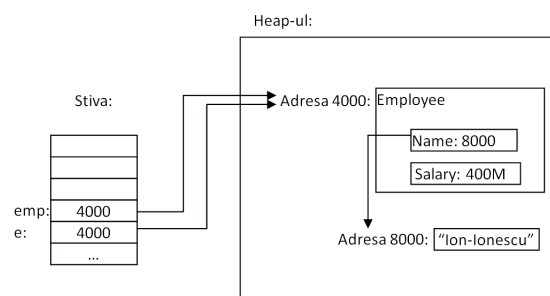 Heap-ul:
Stiva:
Adresa 4000: Employee
Name: 8000
Salary: 400M
emp: 4000
e: 4000
...
Adresa 8000: “Ion-Ionescu”